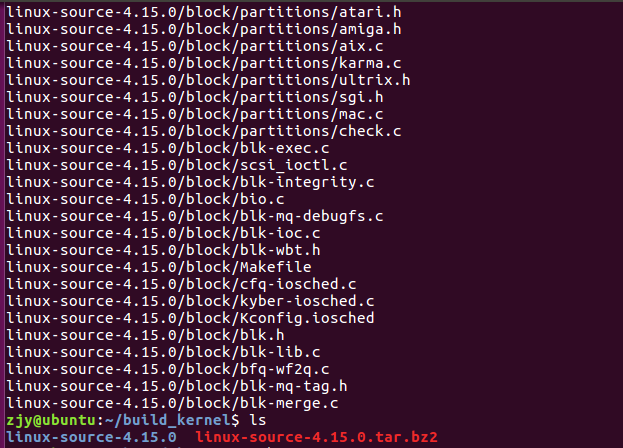 linux-source-4.15.0/block/partitions/atari.h
linux-source-4.15.0/block/partitions/amiga.h
linux-source-4.15.0/block/partitions/aix.c
linux-source-4.15.0/block/partitions/karma.c
linux-source-4.15.0/block/partitions/ultrix.h
linux-source-4.15.0/block/partitions/sgi.h
linux-source-4.15.0/block/partitions/mac.c
linux-source-4.15.0/block/partitions/check.c
linux-source-4.15.0/block/blk-exec.c
linux-source-4.15.0/block/scsi_ioctl.c
linux-source-4.15.0/block/blk-integrity.c
linux-source-4.15.0/block/bio.c
linux-source-4.15.0/block/blk-mq-debugfs.c
linux-source-4.15.0/block/blk-ioc.c
linux-source-4.15.0/block/blk-wbt.h
linux-source-4.15.0/block/Makefile
linux-source-4.15.0/block/cfq-iosched.c
linux-source-4.15.0/block/kyber-iosched.c
linux-source-4.15.0/block/Kconfig.iosched
linux-source-4.15.0/block/blk.h
linux-source-4.15.0/block/blk-lib.c
linux-source-4.15.0/block/bfq-wf2q.c
linux-source-4.15.0/block/blk-mq-tag.h
linux-source-4.15.0/block/blk-merge.c
zjy@ubuntu:~/build_kernel$ ls
linux-source-4.15.0  linux-source-4.15.0.tar.bz2